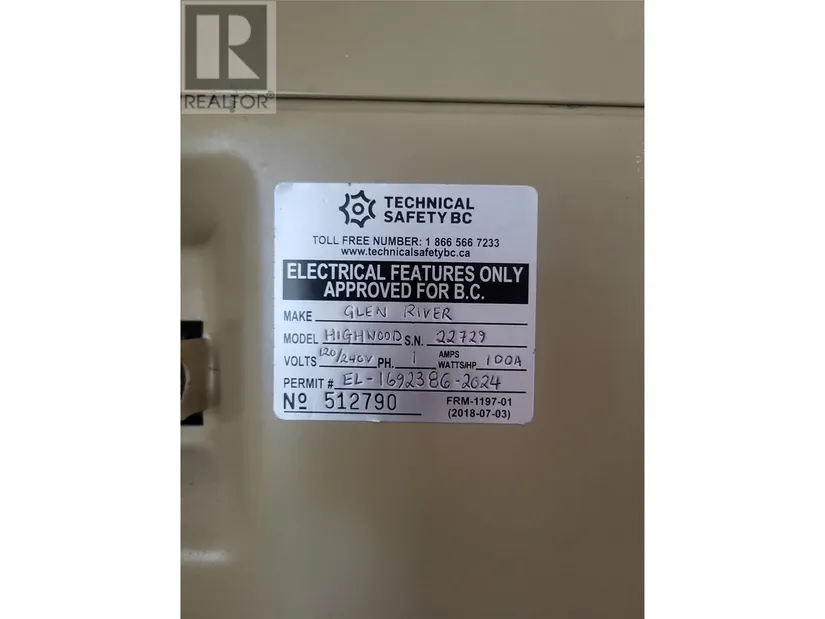 R
REALTOR®
TECHNICAL
SAFETY BC
TOLL FREE NUMBER: 1 866 566 7233
www.technicalsafetybc.ca
ELECTRICAL FEATURES ONLY
APPROVED FOR B.C.
MAKE GLEN RIVER
MODEL HIGHWOOD S.N. 22729
VOLTS 120/240V PH. 1 AMPS WATTS/HP 100A
PERMIT # EL-1692386-2024
Nº 512790 FRM-1197-01
(2018-07-03)